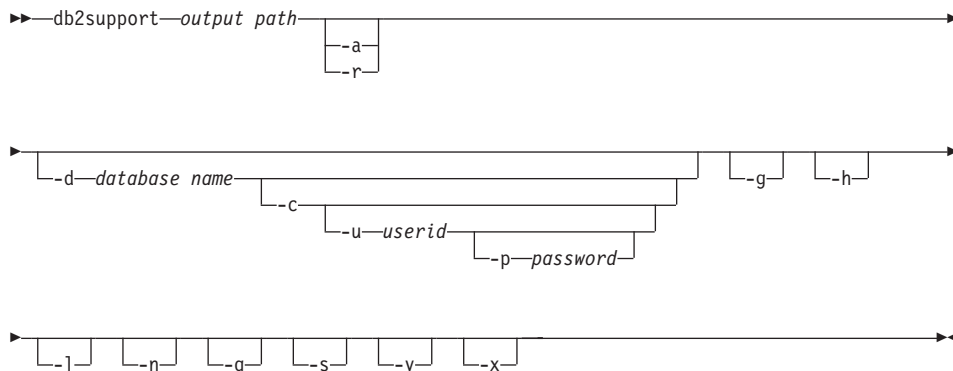 db2support output path
-a
-r
-d database name -g -h
-c
-u userid
-p password
-l -n -q -s -v -x